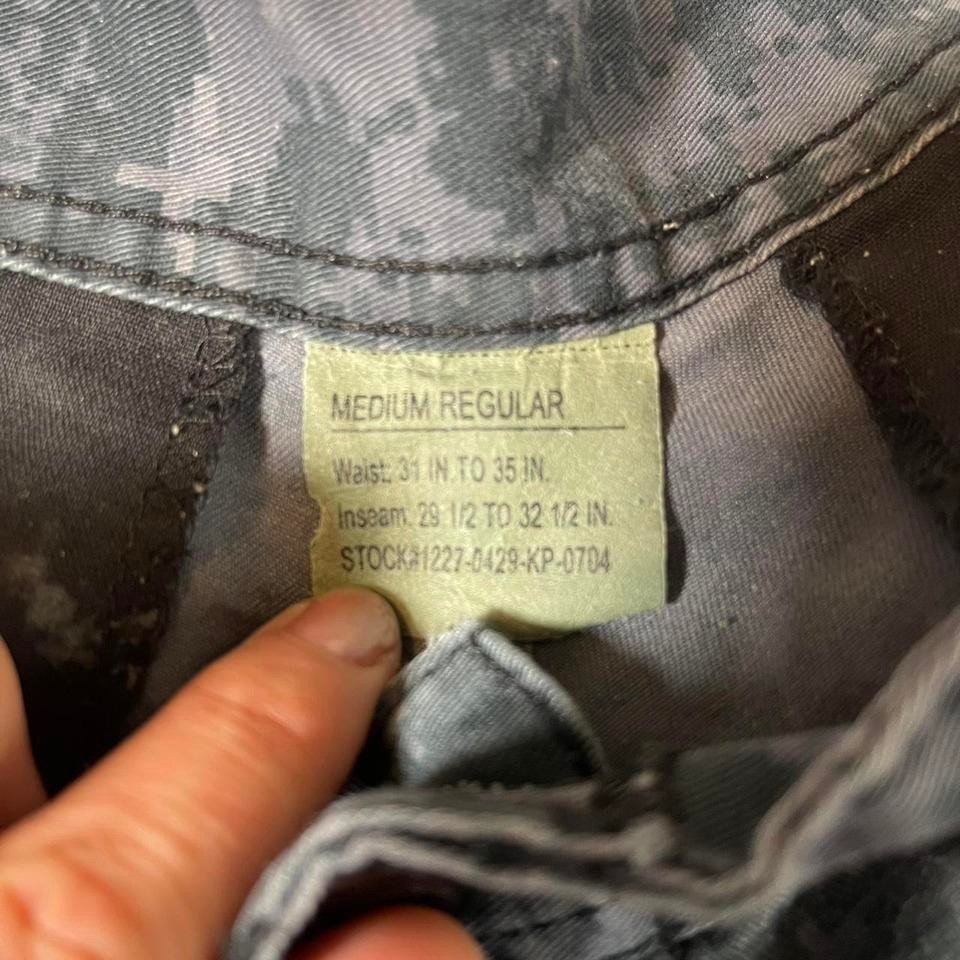 MEDIUM REGULAR
Waist: 31 IN. TO 35 IN.
Inseam: 29 1/2 TO 32 1/2 IN.
STOCK#1227-0429-KP-0704